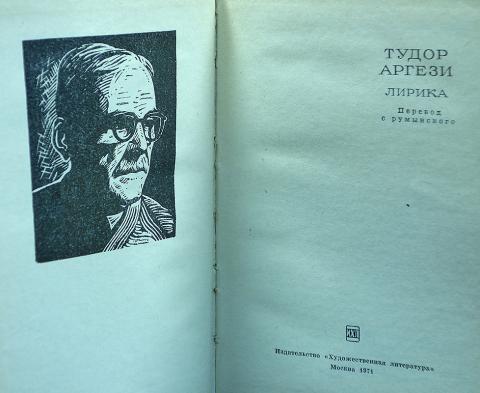 ТУДОР
АРГЕЗИ
ЛИРИКА
Перевод
с румынского
Издательство «Художественная литература»
Москва 1971